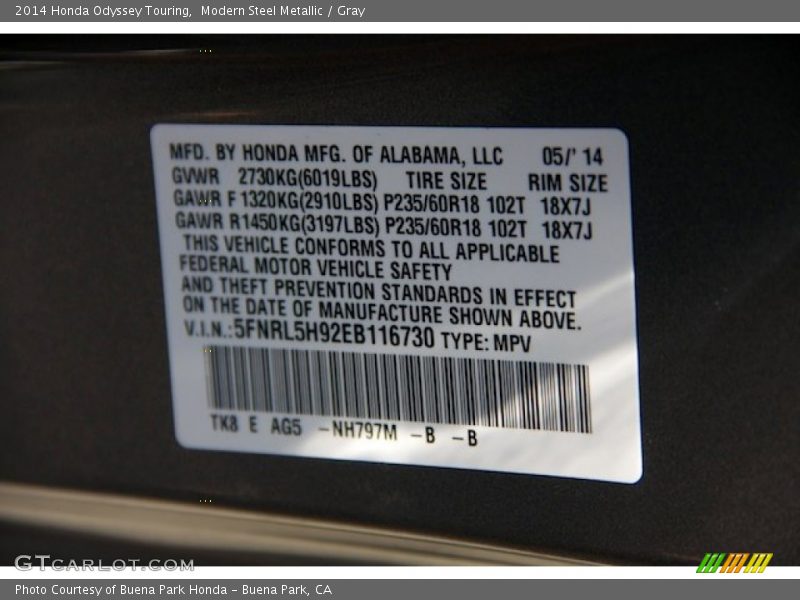 2014 Honda Odyssey Touring,  Modern Steel Metallic / Gray
MFD. BY HONDA MFG. OF ALABAMA, LLC 05/' 14
GVWR 2730KG(6019LBS) TIRE SIZE RIM SIZE
GAWR F 1320KG(2910LBS) P235/60R18 102T 18X7J
GAWR R1450KG(3197LBS) P235/60R18 102T 18X7J
THIS VEHICLE CONFORMS TO ALL APPLICABLE
FEDERAL MOTOR VEHICLE SAFETY
AND THEFT PREVENTION STANDARDS IN EFFECT
ON THE DATE OF MANUFACTURE SHOWN ABOVE.
V.I.N.:5FNRL5H92EB116730 TYPE: MPV
TK8 E AG5 -NH797M -B -B
GTCARLOT.COM
Photo Courtesy of Buena Park Honda - Buena Park, CA